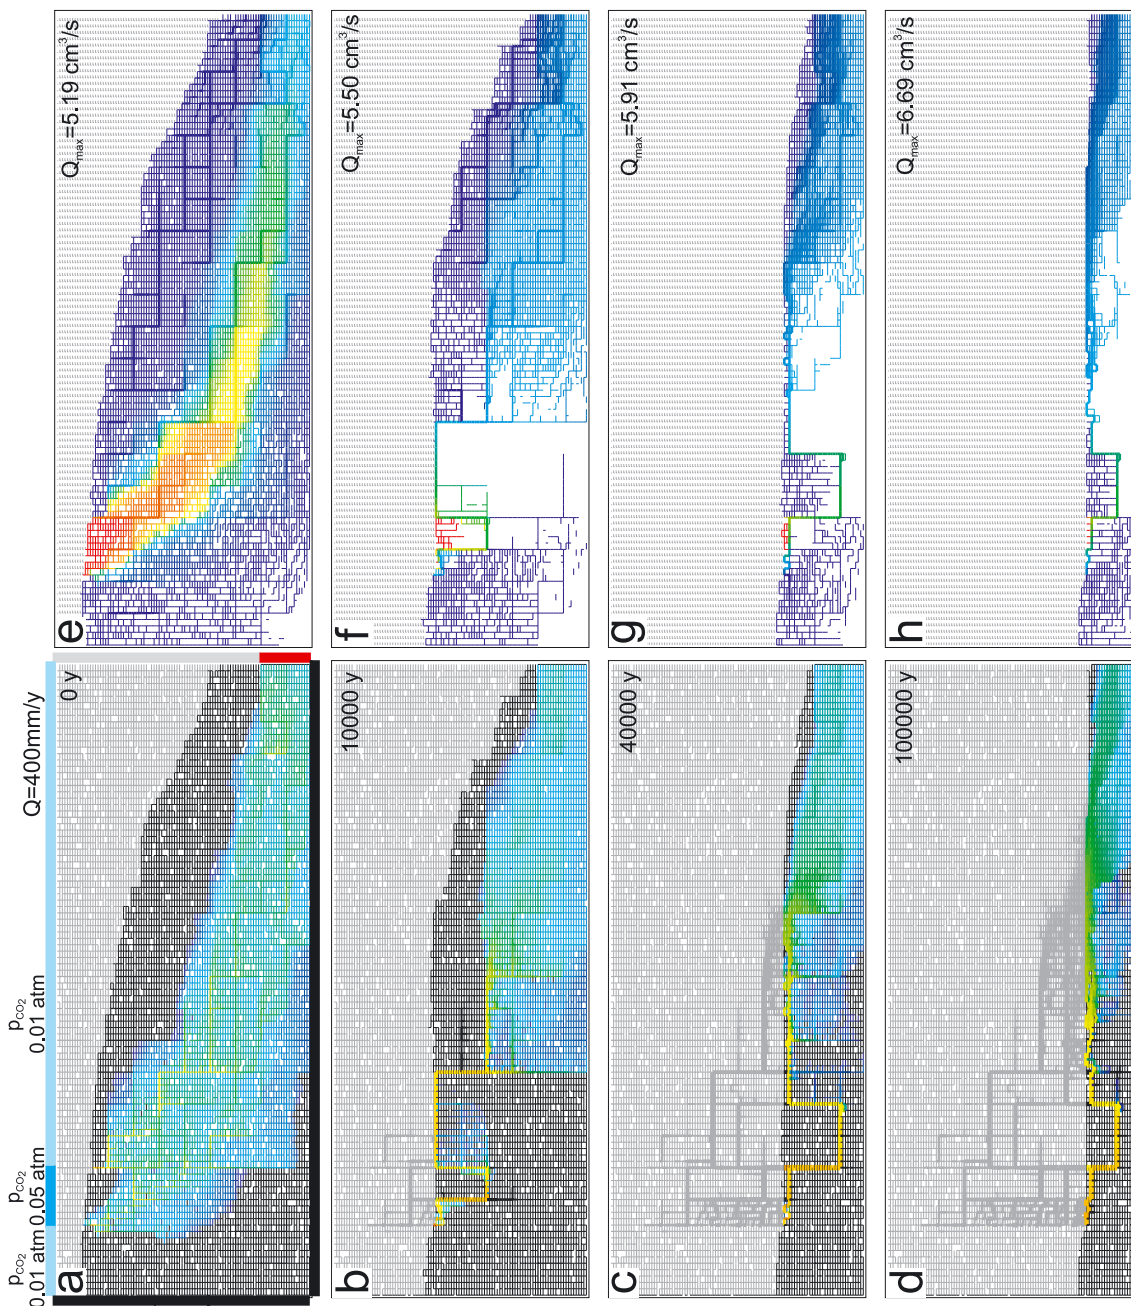 p_CO2 0.01 atm
p_CO2 0.05 atm
p_CO2 0.01 atm
Q=400mm/y
a
0 y
b
10000 y
c
40000 y
d
100000 y
e
Q_max=5.19 cm³/s
f
Q_max=5.50 cm³/s
g
Q_max=5.91 cm³/s
h
Q_max=6.69 cm³/s